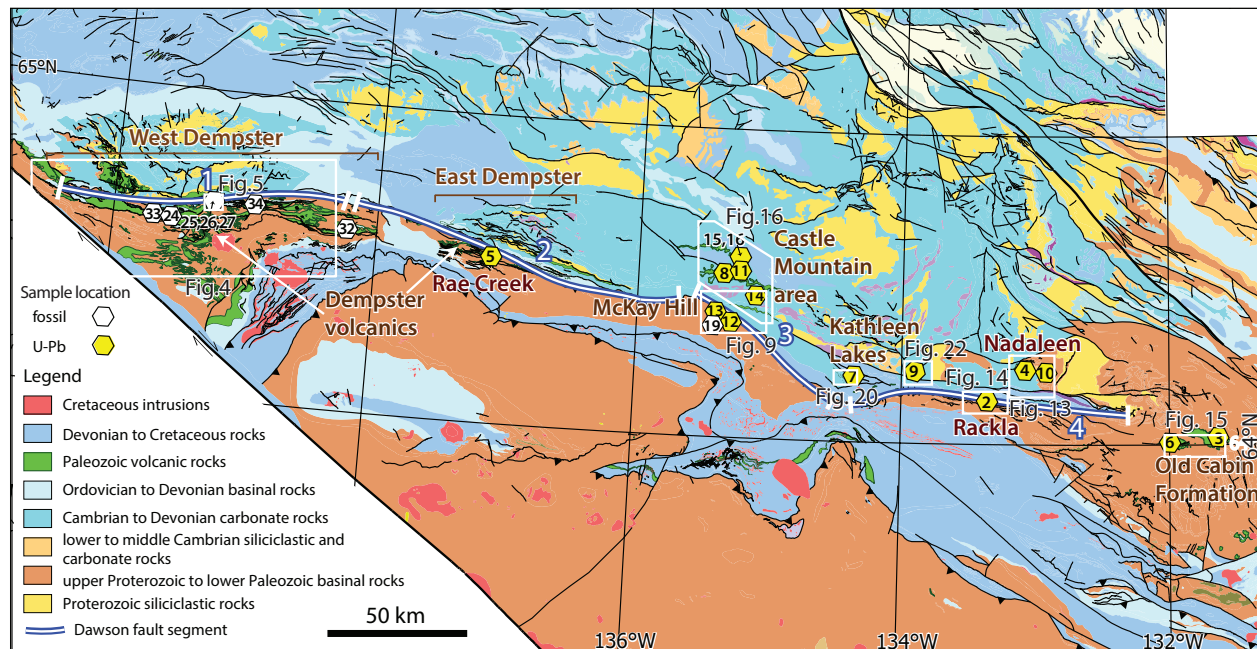 65°N
West Dempster
1
Fig.5
33
24
25,26,27
34
32
Fig.4
East Dempster
2
5
Rae Creek
Dempster
volcanics
Fig.16
15,16
Castle
Mountain
area
8
11
14
McKay Hill
13
19
12
3
Fig. 9
Kathleen
Lakes
7
Fig. 20
Fig. 22
9
Nadaleen
4
10
Fig. 14
2
Fig. 13
Rackla
4
Fig. 15
6
3
64°N
Old Cabin
Formation
Sample location
fossil
U-Pb
Legend
Cretaceous intrusions
Devonian to Cretaceous rocks
Paleozoic volcanic rocks
Ordovician to Devonian basinal rocks
Cambrian to Devonian carbonate rocks
lower to middle Cambrian siliciclastic and
carbonate rocks
upper Proterozoic to lower Paleozoic basinal rocks
Proterozoic siliciclastic rocks
Dawson fault segment
50 km
136°W
134°W
132°W